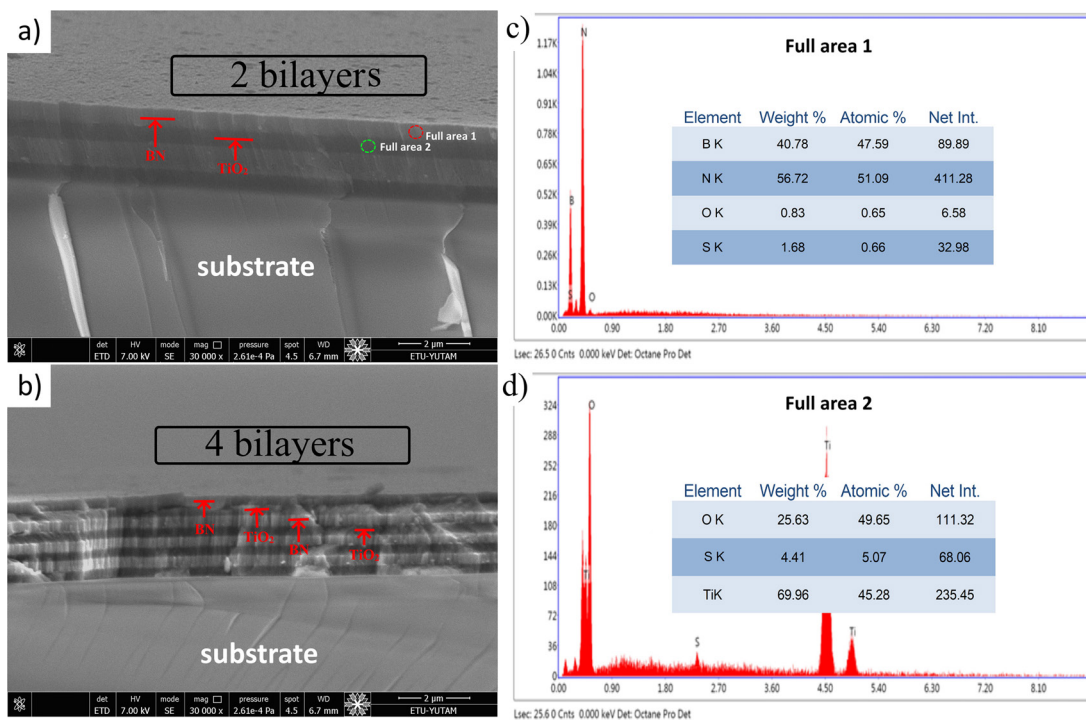 a)
2 bilayers
Full area 1
Full area 2
BN
TiO₂
substrate
det HV mode mag □ pressure spot WD
ETD 7.00 kV SE 30 000 x 2.61e-4 Pa 4.5 6.7 mm
2 µm
ETU-YUTAM
b)
4 bilayers
BN
TiO₂
BN
TiO₂
substrate
det HV mode mag □ pressure spot WD
ETD 7.00 kV SE 30 000 x 2.61e-4 Pa 4.5 6.7 mm
2 µm
ETU-YUTAM
c)
Full area 1
1.17K
1.04K
0.91K
0.78K
0.65K
0.52K
0.39K
0.26K
0.13K
0.00K
N
B
S
O
Element Weight % Atomic % Net Int.
B K 40.78 47.59 89.89
N K 56.72 51.09 411.28
O K 0.83 0.65 6.58
S K 1.68 0.66 32.98
0.00 0.90 1.80 2.70 3.60 4.50 5.40 6.30 7.20 8.10
Lsec: 26.5 0 Cnts 0.000 keV Det: Octane Pro Det
d)
Full area 2
324
288
252
216
180
144
108
72
36
0
O
Ti
Ti
S
Ti
Element Weight % Atomic % Net Int.
O K 25.63 49.65 111.32
S K 4.41 5.07 68.06
TiK 69.96 45.28 235.45
0.00 0.90 1.80 2.70 3.60 4.50 5.40 6.30 7.20 8.10
Lsec: 25.6 0 Cnts 0.000 keV Det: Octane Pro Det